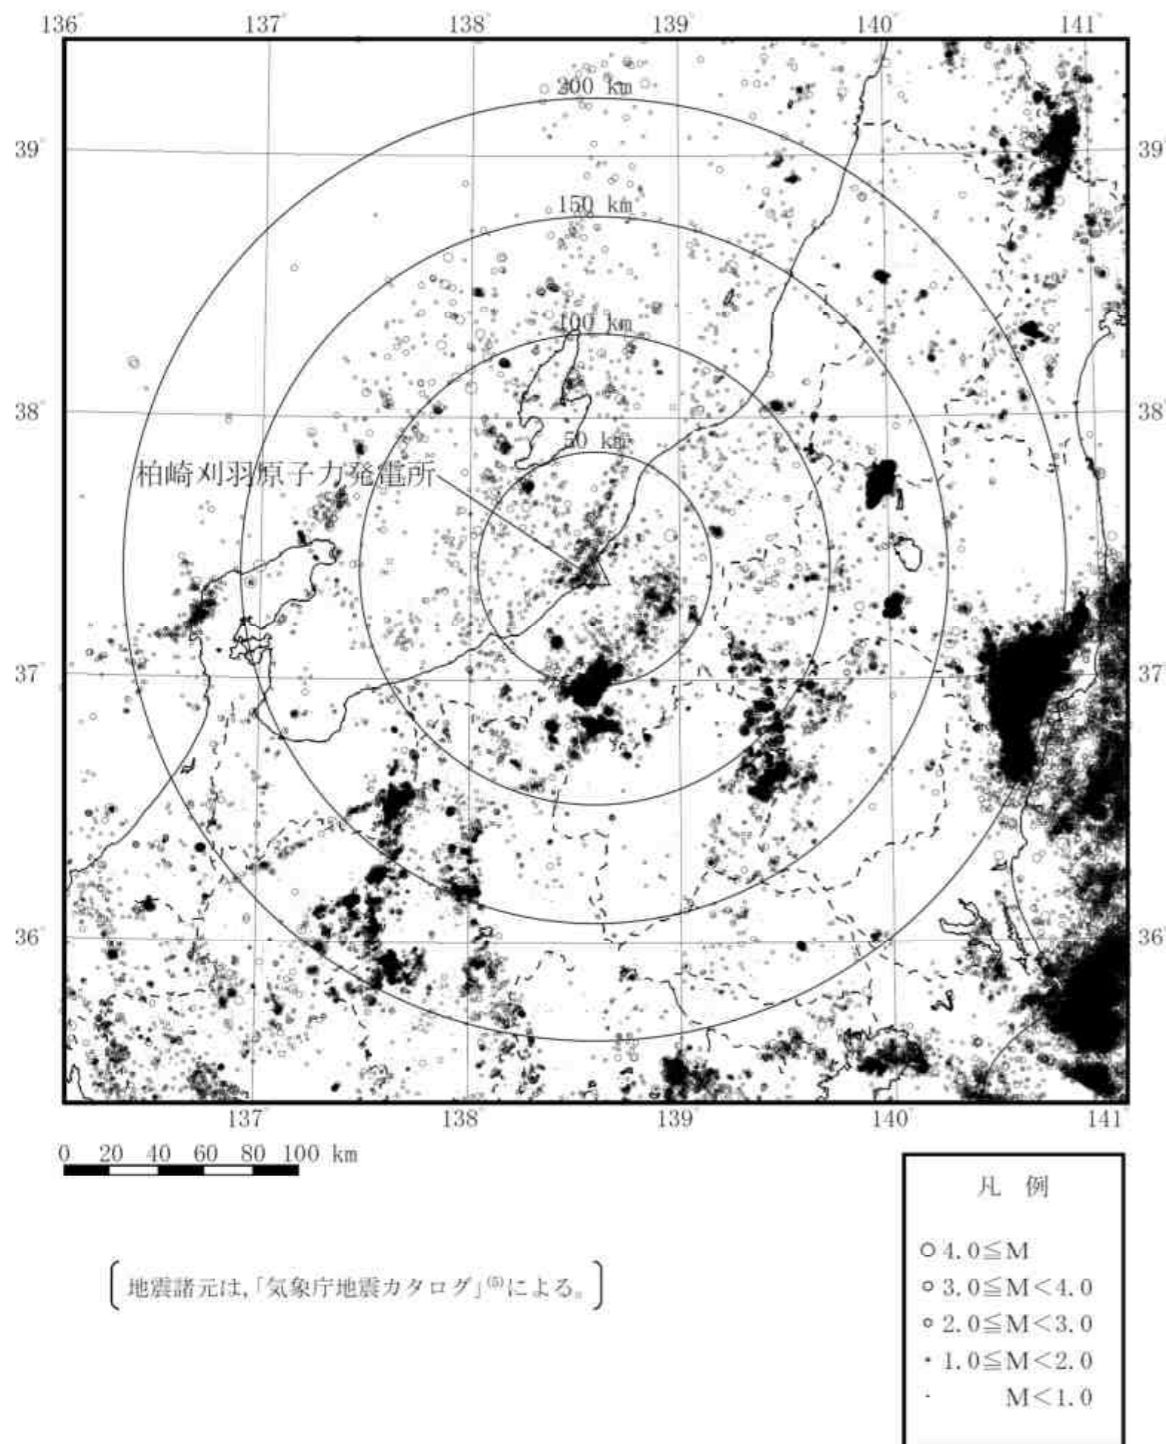 136° 137° 138° 139° 140° 141°
200 km
39° 39°
150 km
100 km
38° 38°
50 km
柏崎刈羽原子力発電所
37° 37°
36° 36°
137 138 139 140 141
0 20 40 60 80 100 km
凡 例
4.0≦M
3.0≦M<4.0
2.0≦M<3.0
1.0≦M<2.0
M<1.0
地震諸元は,「気象庁地震カタログ」(5)による。